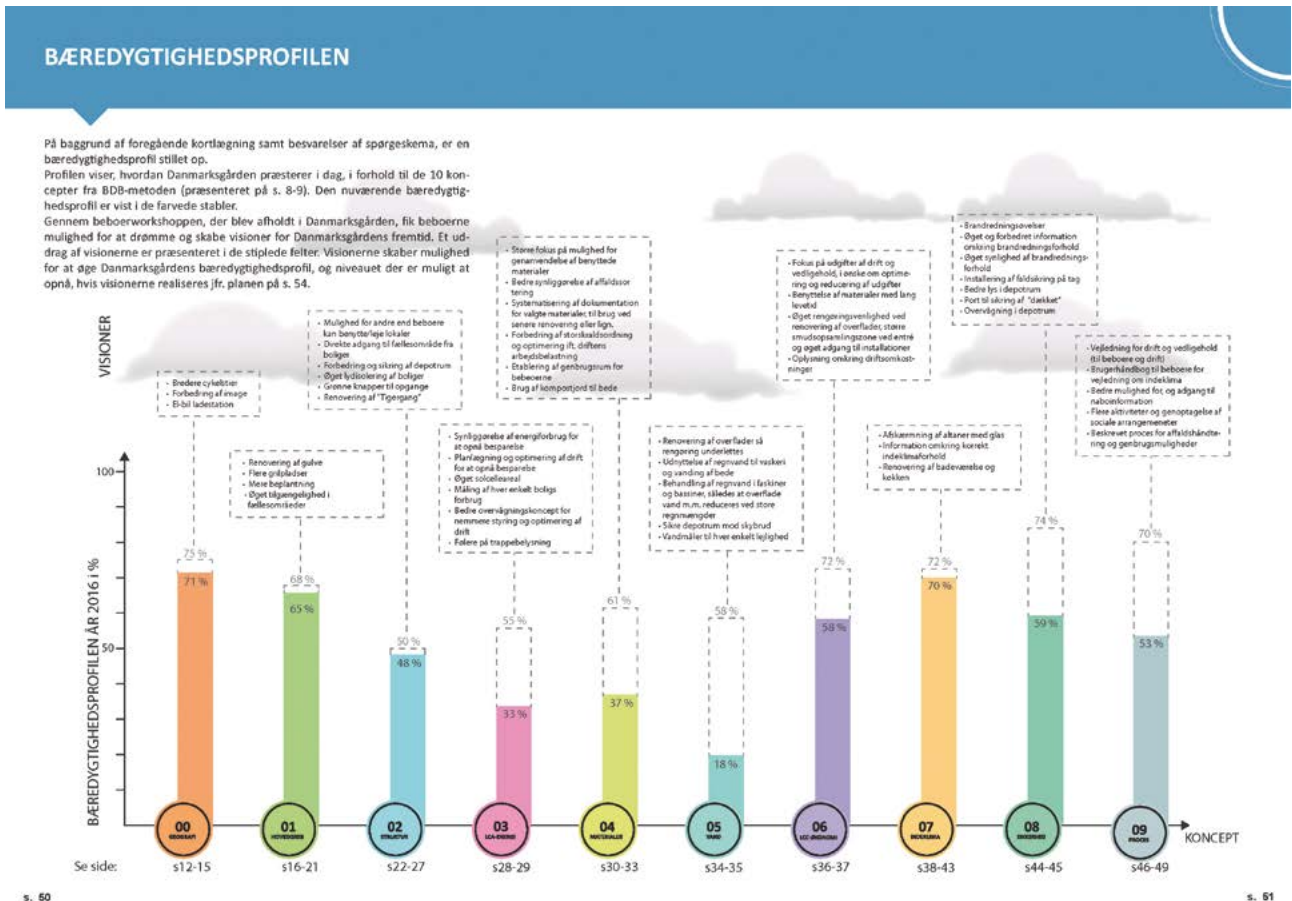 BÆREDYGTIGHEDSPROFILEN
På baggrund af foregående kortlægning samt besvarelser af spørgeskema, er en
bæredygtighedsprofil stillet op.
Profilen viser, hvordan Danmarksgården præsterer i dag, i forhold til de 10 kon-
cepter fra BDB-metoden (præsenteret på s. 8-9). Den nuværende bæredygtig-
hedsprofil er vist i de farvede stabler.
Gennem beboerworkshoppen, der blev afholdt i Danmarksgården, fik beboerne
mulighed for at drømme og skabe visioner for Danmarksgårdens fremtid. Et ud-
drag af visionerne er præsenteret i de stiplede felter. Visionerne skaber mulighed
for at øge Danmarksgårdens bæredygtighedsprofil, og niveauet der er muligt at
opnå, hvis visionerne realiseres jfr. planen på s. 54.
VISIONER
- Bredere cykelstier
- Forbedring af image
- El-bil ladestation
- Renovering af gulve
- Flere grilpladser
- Mere beplantning
- Øget tilgængelighed i
fællesområeder
- Mulighed for andre end beboere
kan benytte/leje lokaler
- Direkte adgang til fællesområde fra
boliger
- Forbedring og sikring af depotrum
- Øget lydisolering af boliger
- Grønne knapper til opgange
- Renovering af "Tigergang"
- Synliggørelse af energiforbrug for
at opnå besparelse
- Planlægning og optimering af drift
for at opnå besparelse
- Øget solcelleareal
- Måling af hver enkelt boligs
forbrug
- Bedre overvågningskoncept for
nemmere styring og optimering af
drift
- Følere på trappebelysning
- Større fokus på mulighed for
genanvendelse af benyttede
materialer
- Bedre synliggørelse af affaldssor
tering
- Systematisering af dokumentation
for valgte materialer, til brug ved
senere renovering eller lign.
- Forbedring af storskraldsordning
og optimering ift. driftens
arbejdsbelastning
- Etablering af genbrugsrum for
beboerne
- Brug af kompostjord til bede
- Renovering af overflader så
rengøring underlettes
- Udnyttelse af regnvand til vaskeri
og vanding af bede
- Behandling af regnvand i faskiner
og bassiner, således at overflade
vand m.m. reduceres ved store
regnmængder
- Sikre depotrum mod skybrud
- Vandmåler til hver enkelt lejlighed
- Fokus på udgifter af drift og
vedligehold, i ønske om optime-
ring og reducering af udgifter
- Benyttelse af materialer med lang
levetid
- Øget rengøringsvenlighed ved
renovering af overflader, større
smudsopsamlingszone ved entré
og øget adgang til installationer
- Oplysning omkring driftsomkost-
ninger
- Afskærmning af altaner med glas
- Information omkring korrekt
indeklimaforhold
- Renovering af badeværelse og
køkken
- Brandredningsøvelser
- Øget og forbedret information
omkring brandredningsforhold
- Øget synlighed af brandrednings-
forhold
- Installering af faldsikring på tag
- Bedre lys i depotrum
- Port til sikring af "dækket"
- Overvågning i depotrum
- Vejledning for drift og vedligehold
(til beboere og drift)
- Brugerhåndbog til beboere for
vejledning om indeklima
- Bedre mulighed for, og adgang til
naboinformation
- Flere aktiviteter og genoptagelse af
sociale arrangemeneter
- Beskrevet proces for affaldshåndte-
ring og genbrugsmuligheder
BÆREDYGTIGHEDSPROFILEN ÅR 2016 i %
100
50
75 %
71 %
68 %
65 %
50 %
48 %
55 %
33 %
61 %
37 %
58 %
18 %
72 %
58 %
72 %
70 %
74 %
59 %
70 %
53 %
00
GEOGRAFI
01
HOVEDIDEEN
02
STRUKTUR
03
LCA-ENERGI
04
MATERIALER
05
VAND
06
LCC-ØKONOMI
07
INDEKLIMA
08
SIKKERHED
09
PROCES
KONCEPT
Se side:
s12-15
s16-21
s22-27
s28-29
s30-33
s34-35
s36-37
s38-43
s44-45
s46-49
s. 50
s. 51